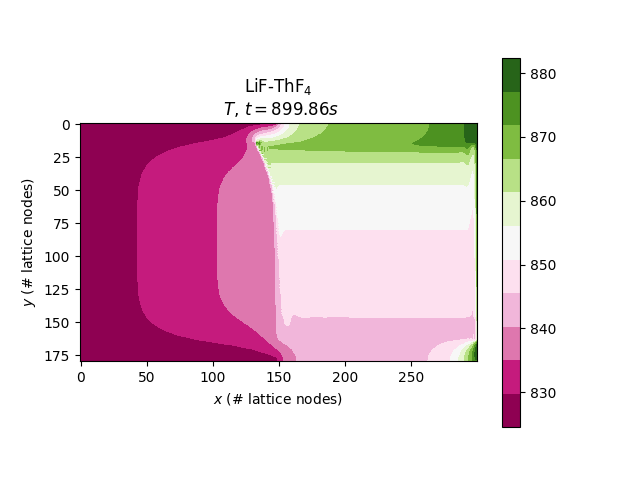 LiF-ThF₄
T, t = 899.86s
0
25
50
75
100
125
150
175
y (# lattice nodes)
0 50 100 150 200 250
x (# lattice nodes)
880
870
860
850
840
830